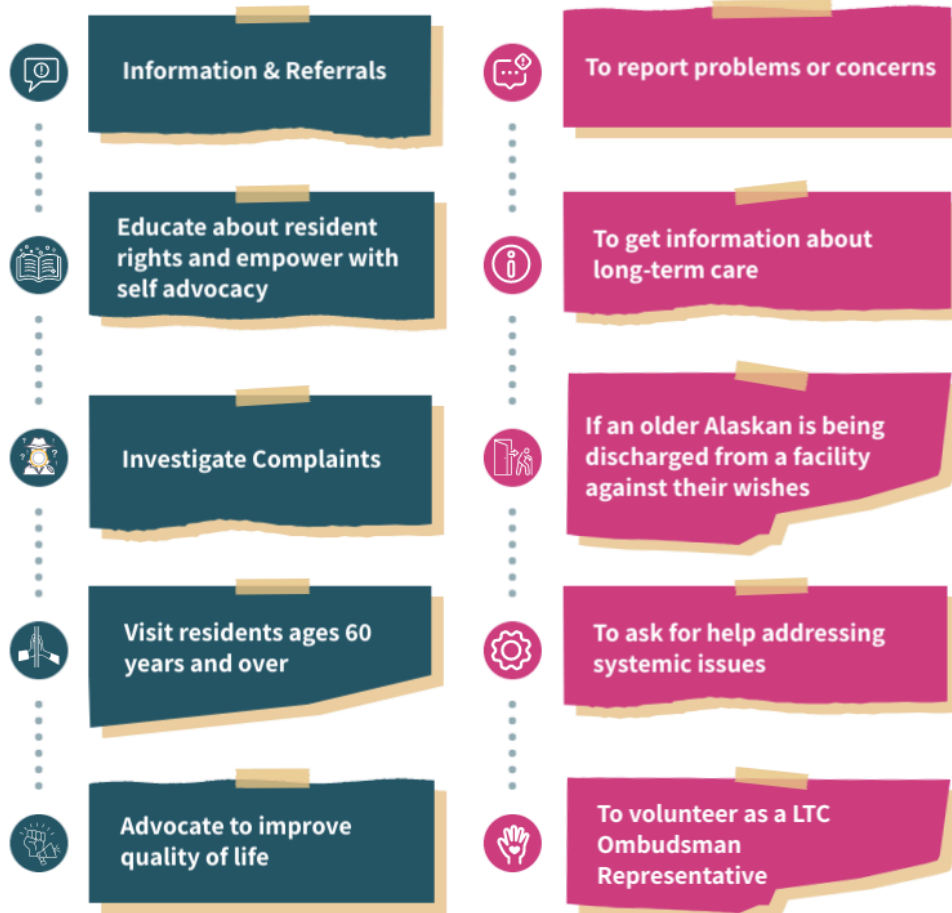 Information & Referrals
Educate about resident
rights and empower with
self advocacy
Investigate Complaints
Visit residents ages 60
years and over
Advocate to improve
quality of life
To report problems or concerns
To get information about
long-term care
If an older Alaskan is being
discharged from a facility
against their wishes
To ask for help addressing
systemic issues
To volunteer as a LTC
Ombudsman
Representative